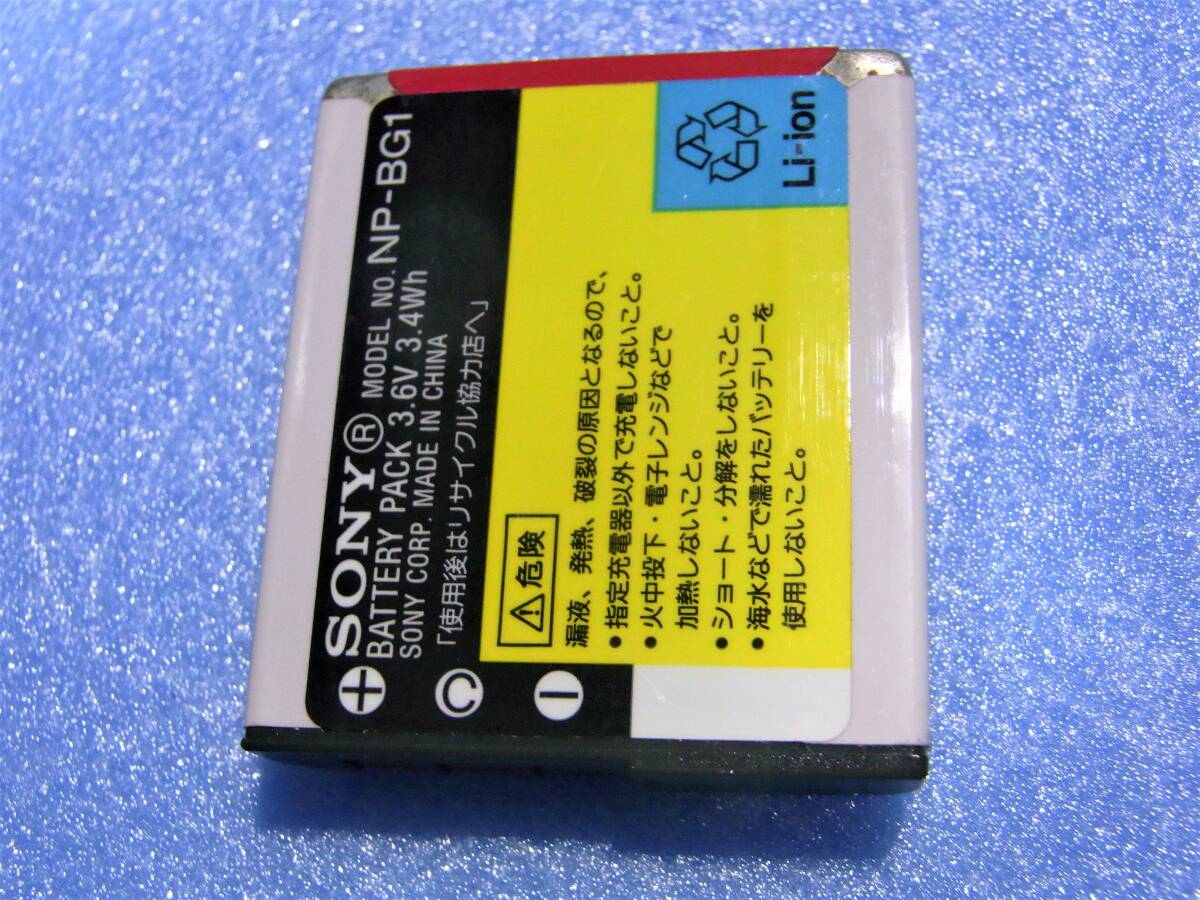 SONY® MODEL NO. NP-BG1
BATTERY PACK 3.6V 3.4Wh
SONY CORP. MADE IN CHINA
「使用後はリサイクル協力店へ」
⚠危険
漏液、発熱、破裂の原因となるので、
•指定充電器以外で充電しないこと。
•火中投下・電子レンジなどで
加熱しないこと。
•ショート・分解をしないこと。
•海水などで濡れたバッテリーを
使用しないこと。
Li-ion
+
C
−